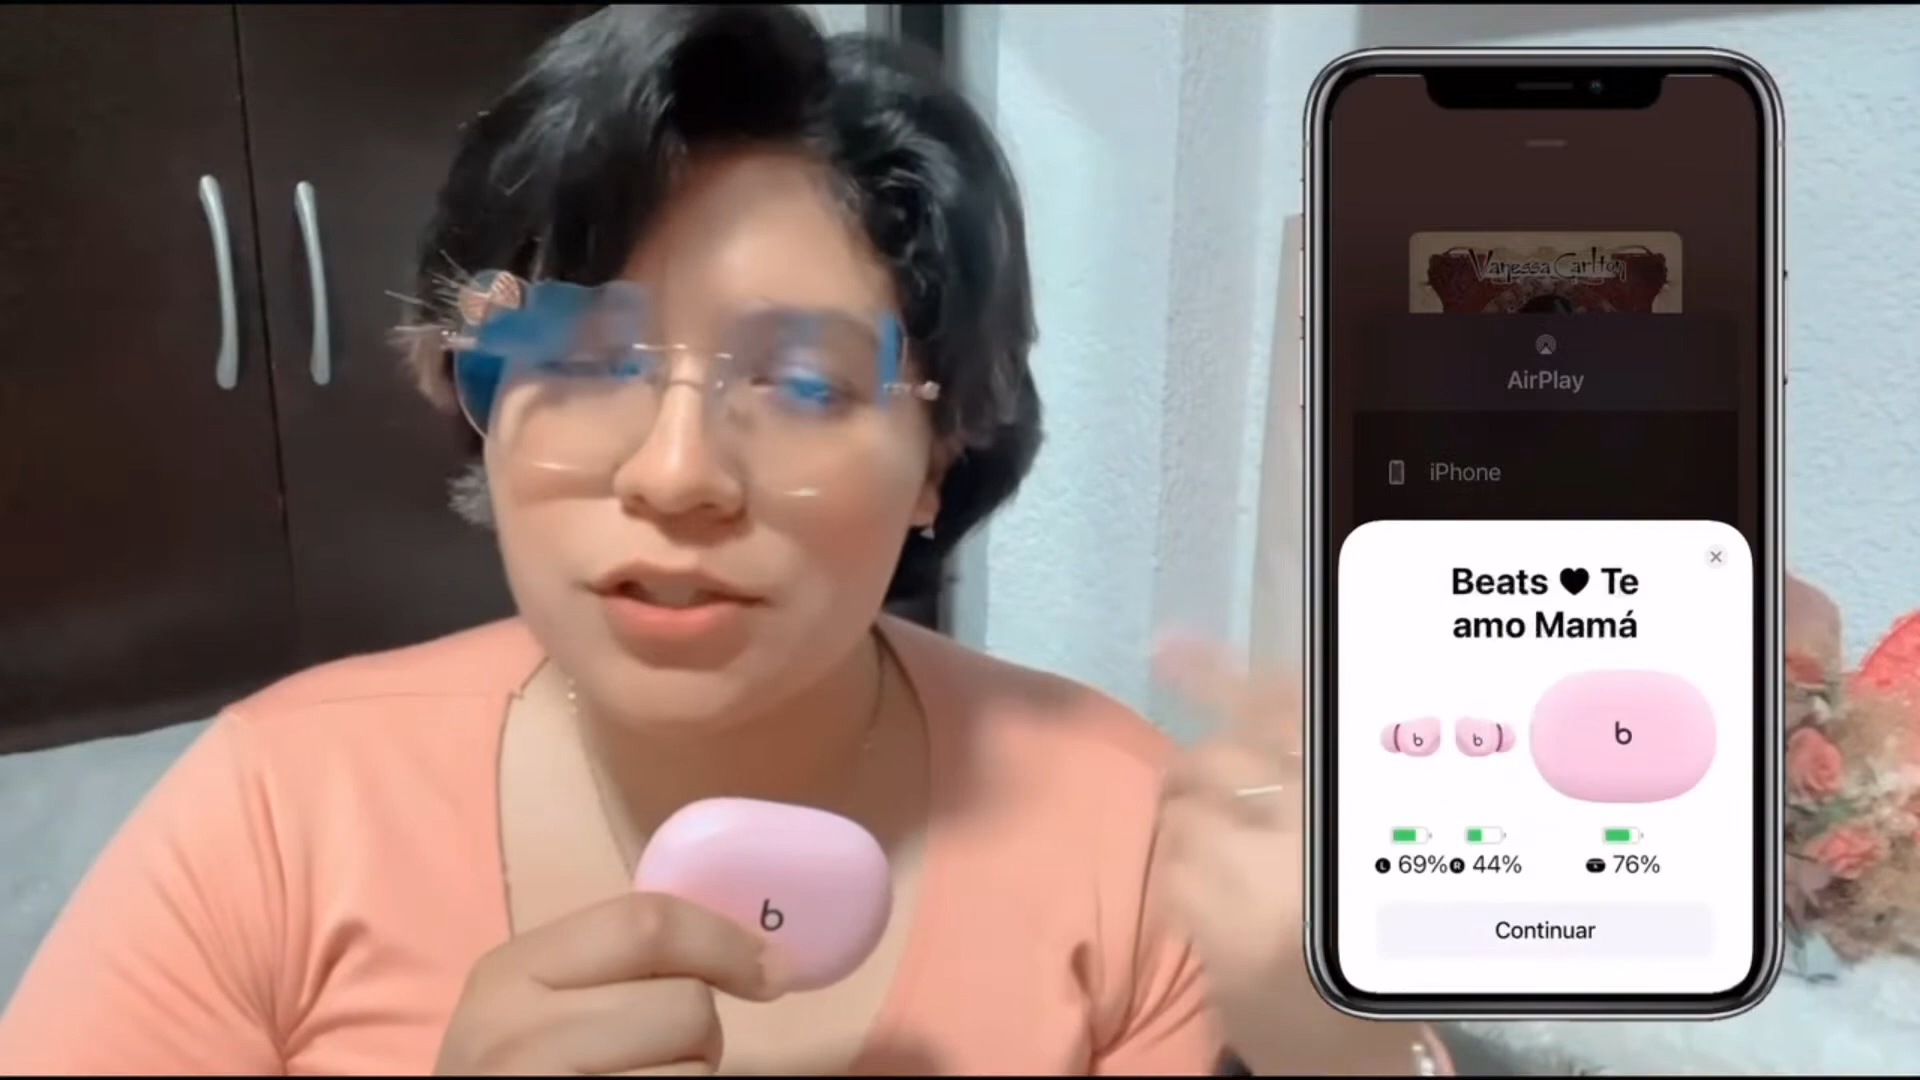 Vanessa Carlton
AirPlay
iPhone
Beats 🖤 Te
amo Mamá
b
b
b
L 69% R 44%
76%
Continuar
b